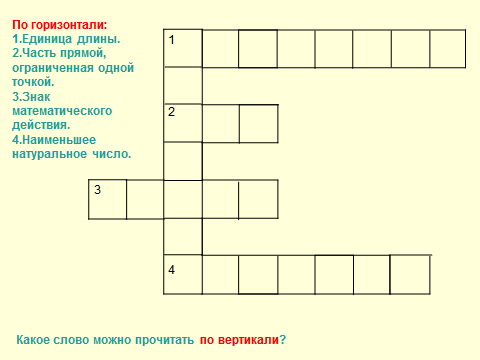 По горизонтали:
1.Единица длины.
2.Часть прямой,
ограниченная одной
точкой.
3.Знак
математического
действия.
4.Наименьшее
натуральное число.
1
2
3
4
Какое слово можно прочитать по вертикали?